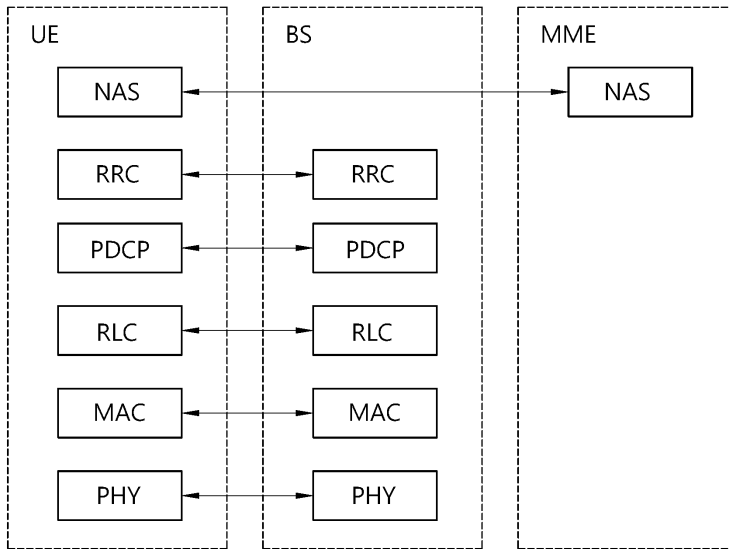 UE BS MME
NAS NAS
RRC RRC
PDCP PDCP
RLC RLC
MAC MAC
PHY PHY